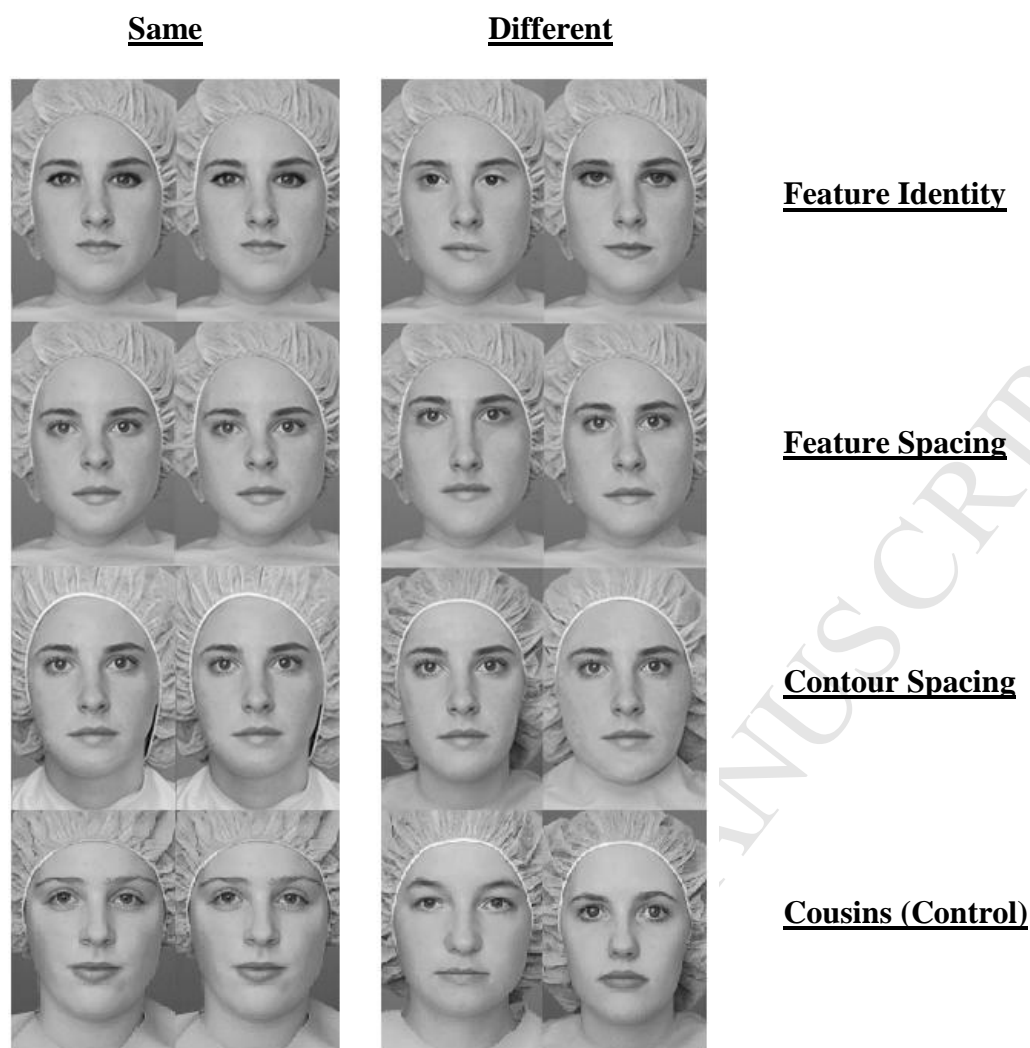 Same
Different
Feature Identity
Feature Spacing
Contour Spacing
Cousins (Control)